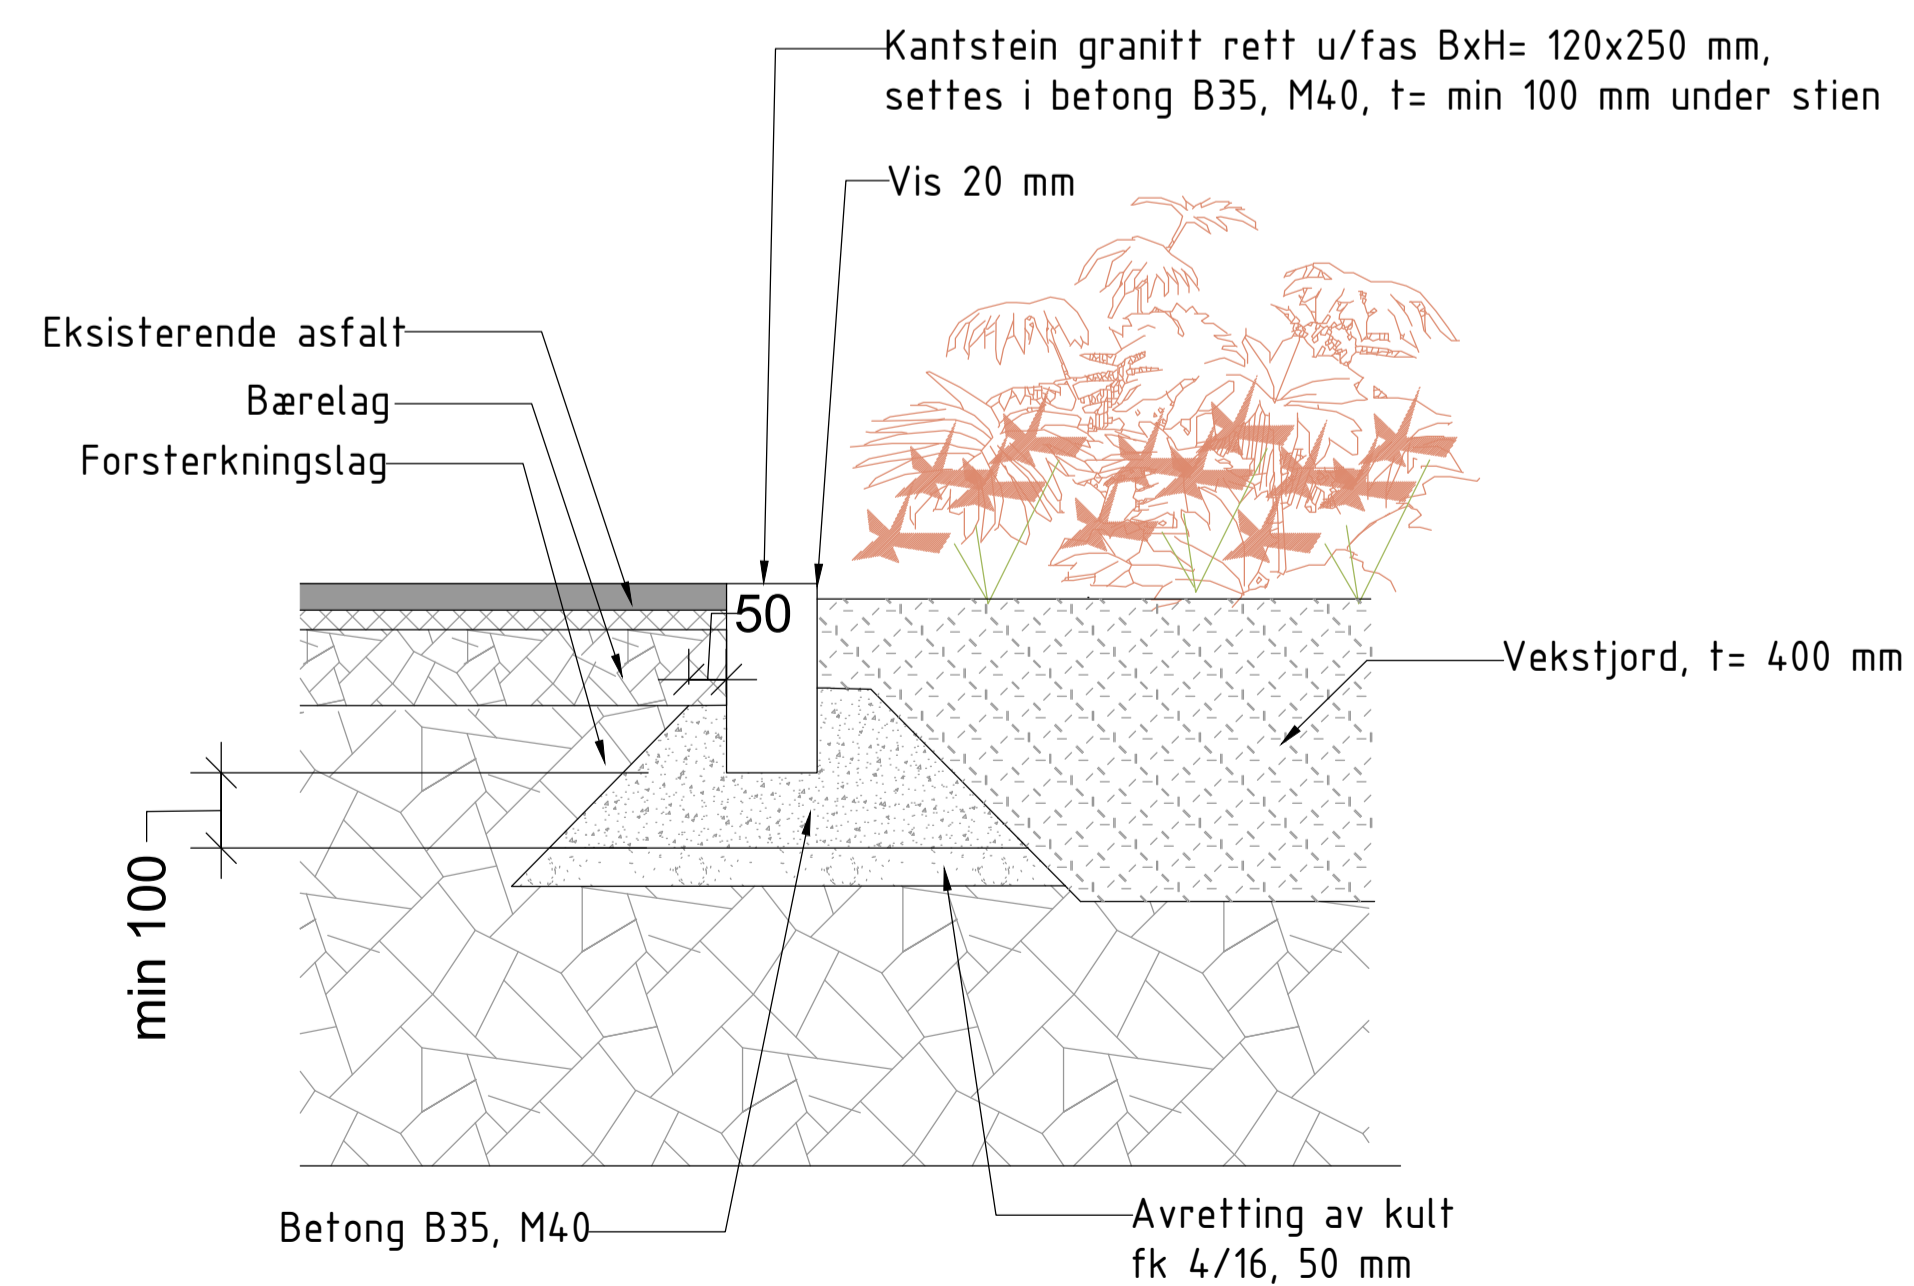 Kantstein granitt rett u/fas BxH= 120x250 mm,
settes i betong B35, M40, t= min 100 mm under stien
Vis 20 mm
Eksisterende asfalt
Bærelag
Forsterkningslag
50
Vekstjord, t= 400 mm
min 100
Betong B35, M40
Avretting av kult
fk 4/16, 50 mm